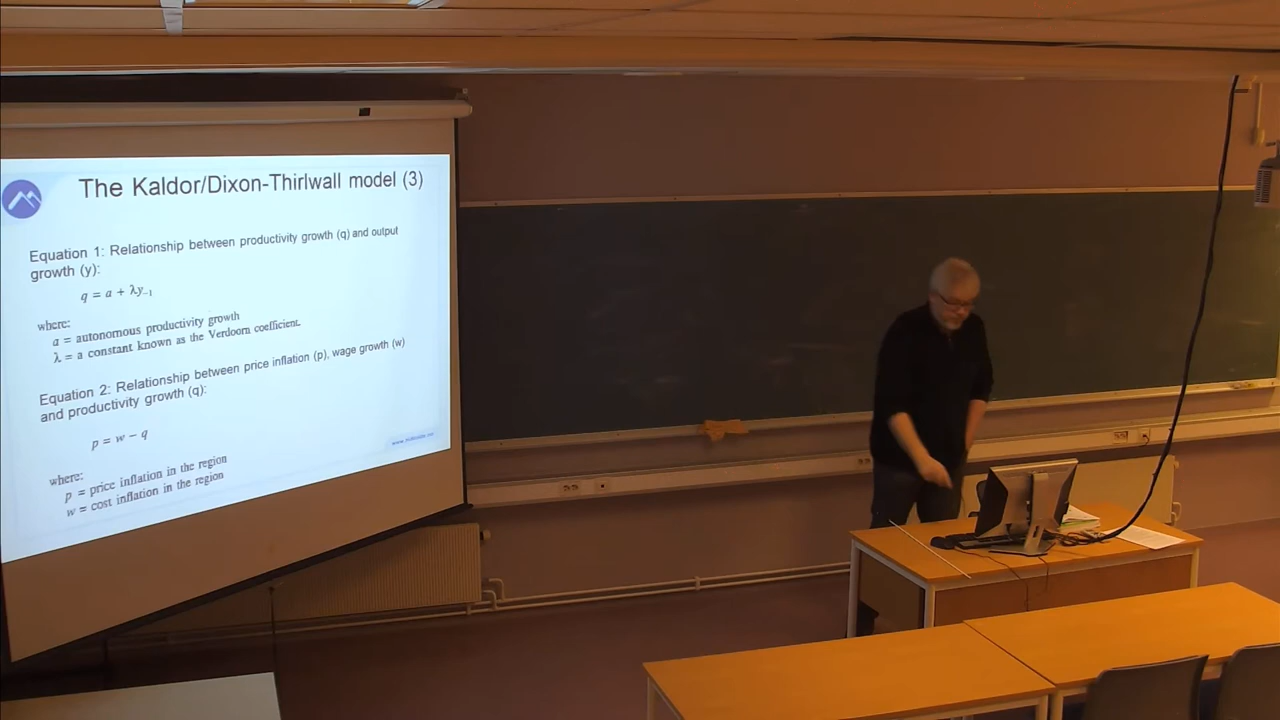 The Kaldor/Dixon-Thirlwall model (3)
Equation 1: Relationship between productivity growth (q) and output
growth (y):
q = a + λy₋₁
where:
a = autonomous productivity growth
λ = a constant known as the Verdoorn coefficient.
Equation 2: Relationship between price inflation (p), wage growth (w)
and productivity growth (q):
p = w − q
where:
p = price inflation in the region
w = cost inflation in the region